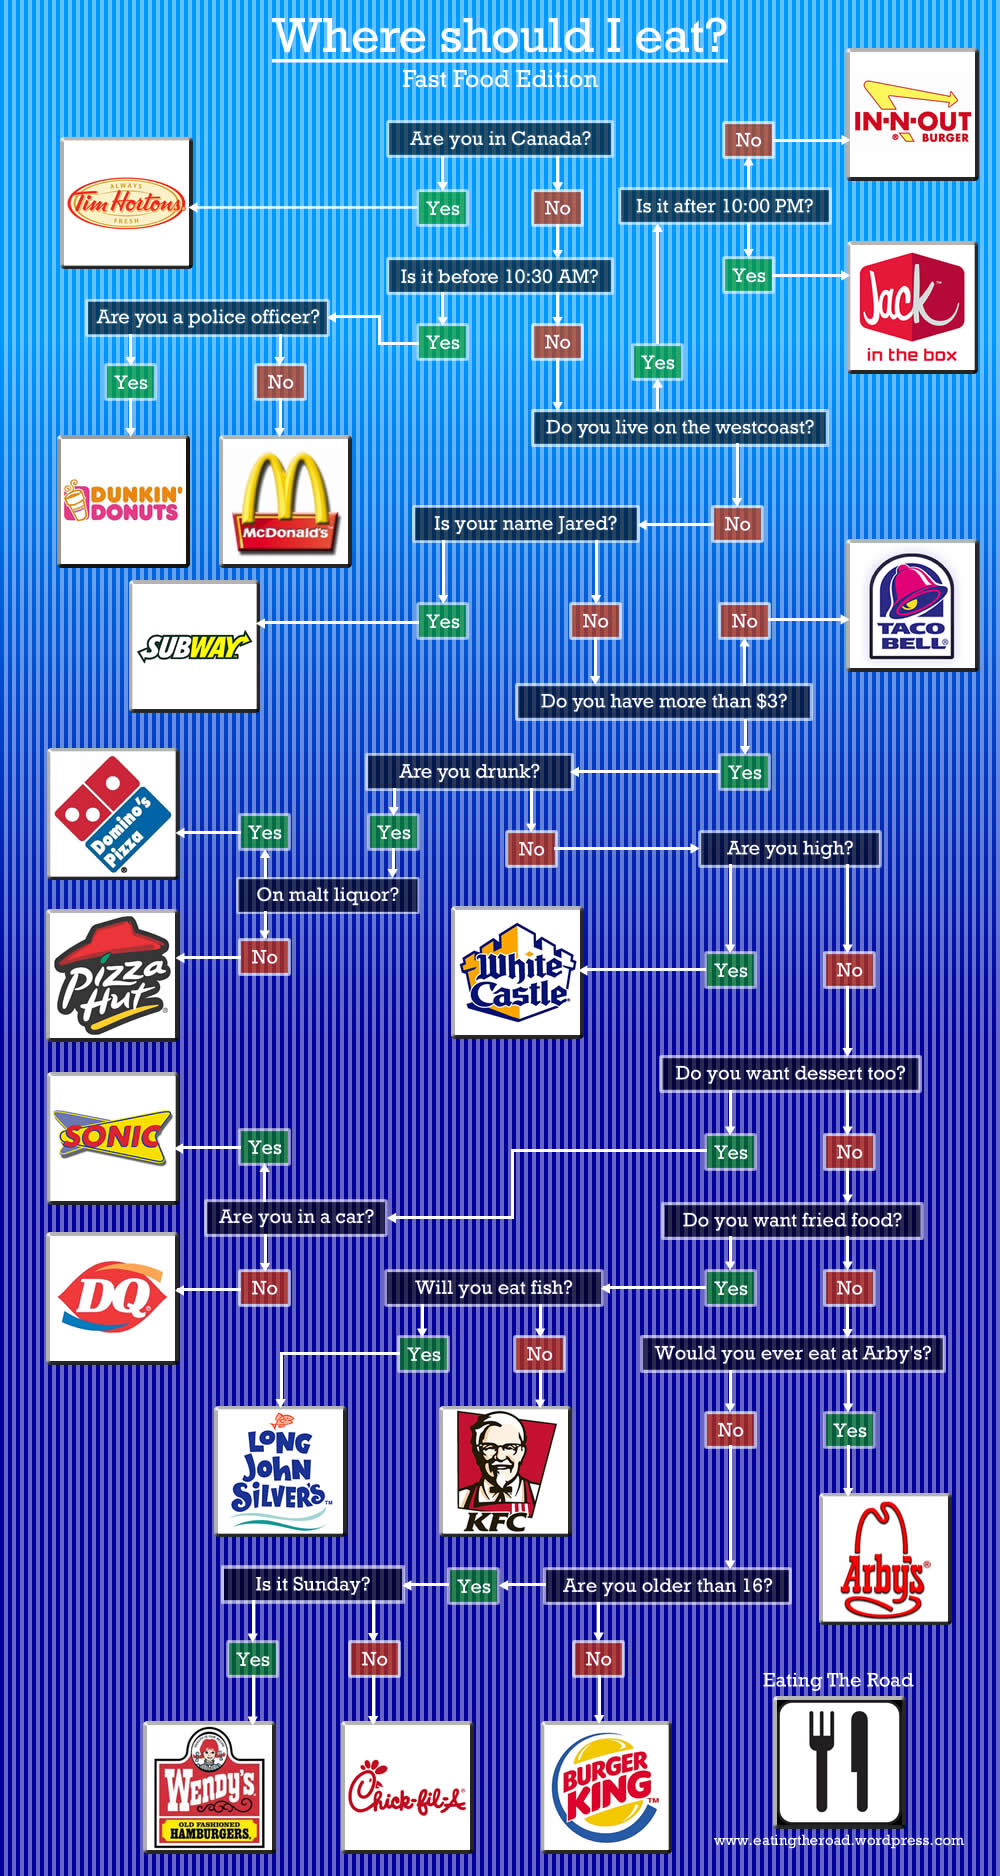 Where should I eat?
Fast Food Edition
IN-N-OUT
®
BURGER
Are you in Canada?
No
ALWAYS
Tim Hortons
FRESH
Yes
No
Is it after 10:00 PM?
Is it before 10:30 AM?
Yes
Jack
™
in the box
Are you a police officer?
Yes
No
Yes
Yes
No
Do you live on the westcoast?
DUNKIN'
DONUTS
McDonald's
Is your name Jared?
No
TACO
BELL®
Yes
No
No
SUBWAY
Do you have more than $3?
Are you drunk?
Yes
Domino's
Pizza
®
Yes
Yes
No
Are you high?
On malt liquor?
Pizza
Hut
®
No
White
Castle
®
Yes
No
Do you want dessert too?
SONIC
Yes
Yes
No
Are you in a car?
Do you want fried food?
DQ
®
No
Will you eat fish?
Yes
No
Yes
No
Would you ever eat at Arby's?
LONG
JOHN
SILVER'S
™
KFC
No
Yes
Arby's
®
Is it Sunday?
Yes
Are you older than 16?
Yes
No
No
Eating The Road
WENDY'S
OLD FASHIONED
HAMBURGERS
Chick-fil-A
®
BURGER
KING
™
www.eatingtheroad.wordpress.com